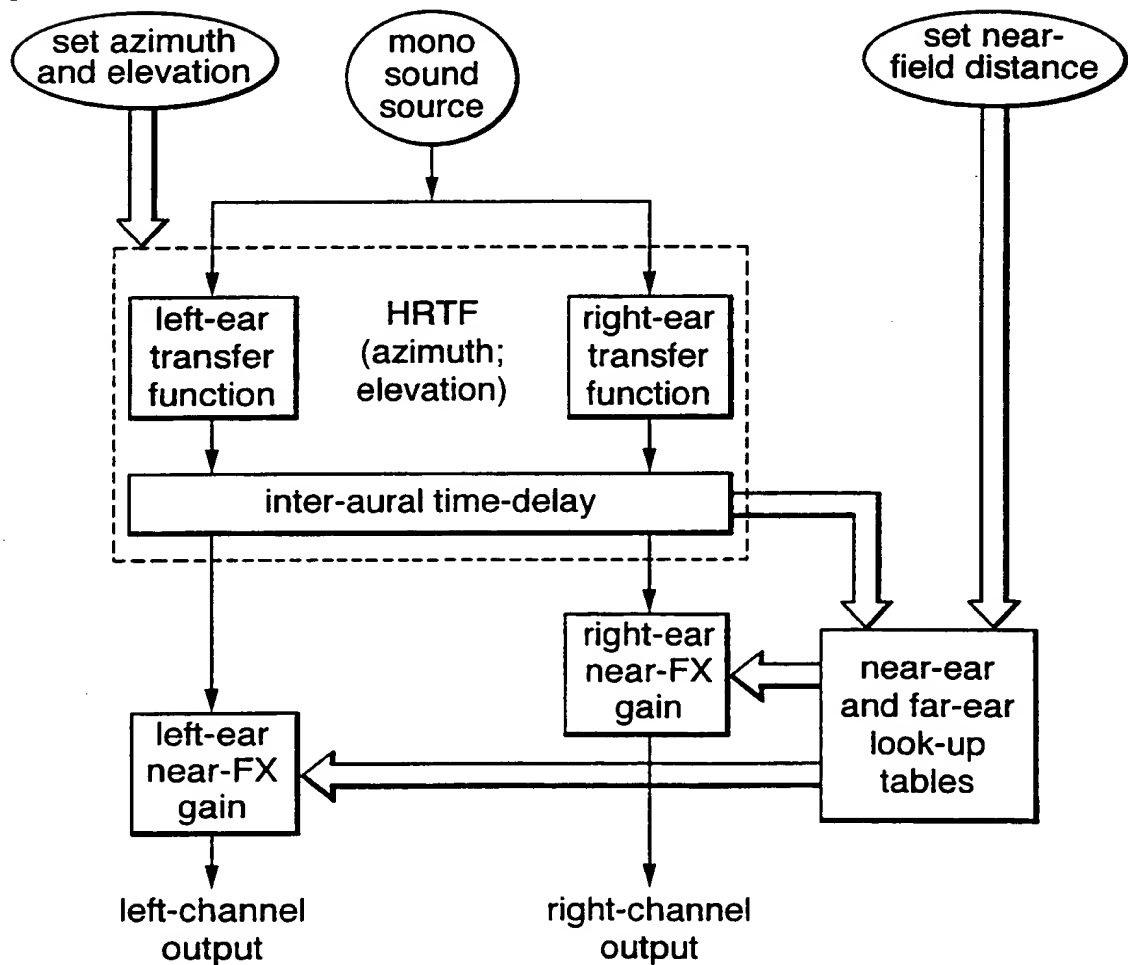 set azimuth
and elevation
mono
sound
source
set near-
field distance
left-ear
transfer
function
HRTF
(azimuth;
elevation)
right-ear
transfer
function
inter-aural time-delay
right-ear
near-FX
gain
near-ear
and far-ear
look-up
tables
left-ear
near-FX
gain
left-channel
output
right-channel
output